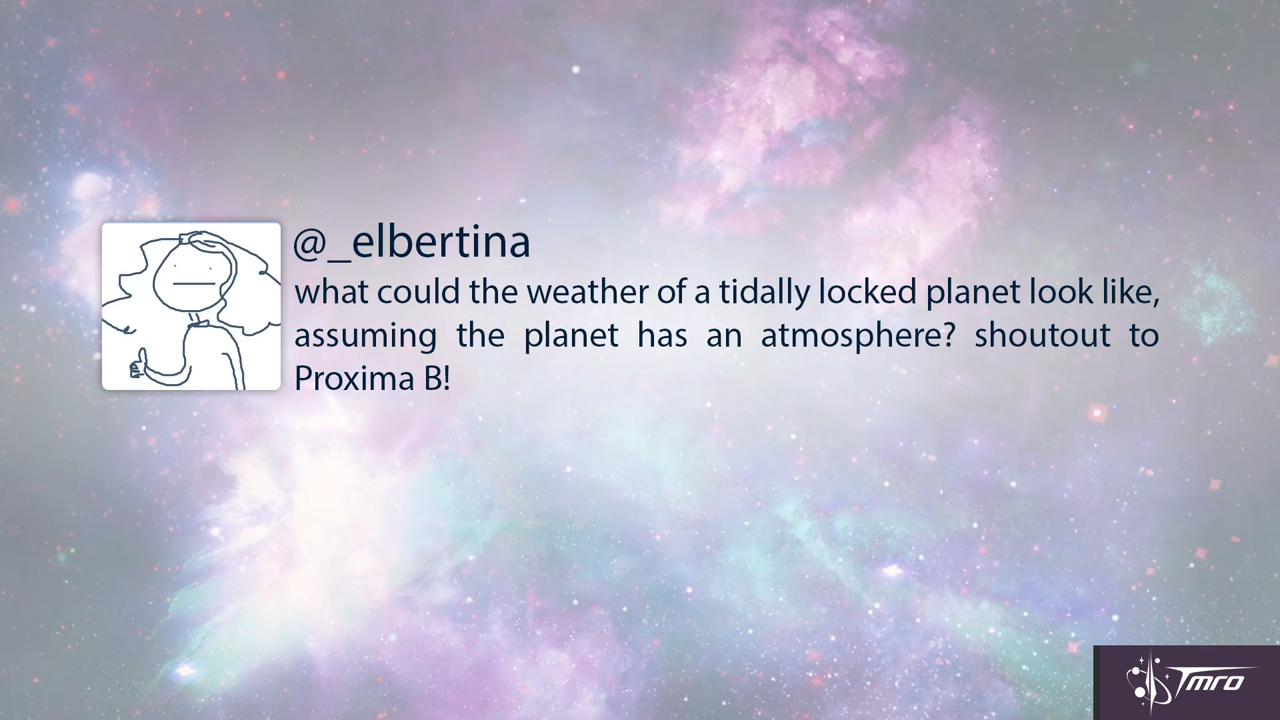 @_elbertina
what could the weather of a tidally locked planet look like,
assuming the planet has an atmosphere? shoutout to
Proxima B!
Tmro